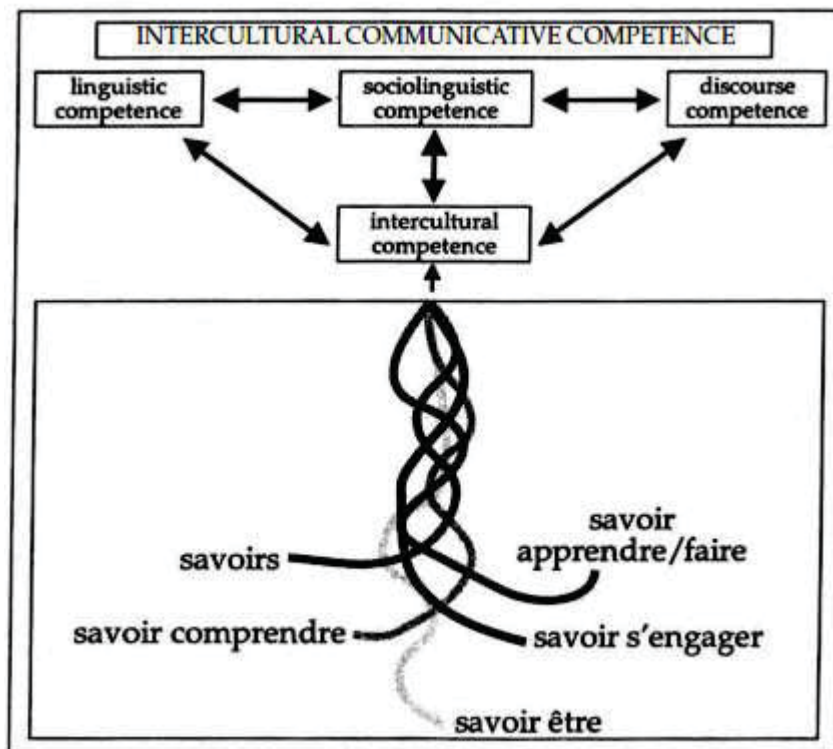 INTERCULTURAL COMMUNICATIVE COMPETENCE
linguistic
competence
sociolinguistic
competence
discourse
competence
intercultural
competence
savoir
apprendre/faire
savoirs
savoir comprendre
savoir s'engager
savoir être